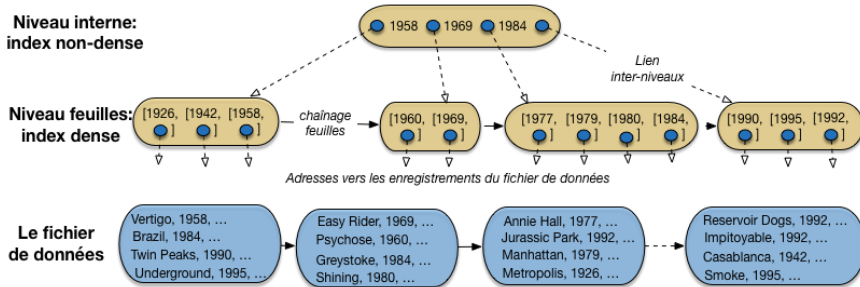 Niveau interne:
index non-dense
1958 1969 1984
Lien
inter-niveaux
Niveau feuilles:
index dense
[1926, ] [1942, ] [1958, ]
chaînage
feuilles
[1960, ] [1969, ]
[1977, ] [1979, ] [1980, ] [1984, ]
[1990, ] [1995, ] [1992, ]
Adresses vers les enregistrements du fichier de données
Le fichier
de données
Vertigo, 1958, ...
Brazil, 1984, ...
Twin Peaks, 1990, ...
Underground, 1995, ...
Easy Rider, 1969, ...
Psychose, 1960, ...
Greystoke, 1984, ...
Shining, 1980, ...
Annie Hall, 1977, ...
Jurassic Park, 1992, ...
Manhattan, 1979, ...
Metropolis, 1926, ...
Reservoir Dogs, 1992, ...
Impitoyable, 1992, ...
Casablanca, 1942, ...
Smoke, 1995, ...